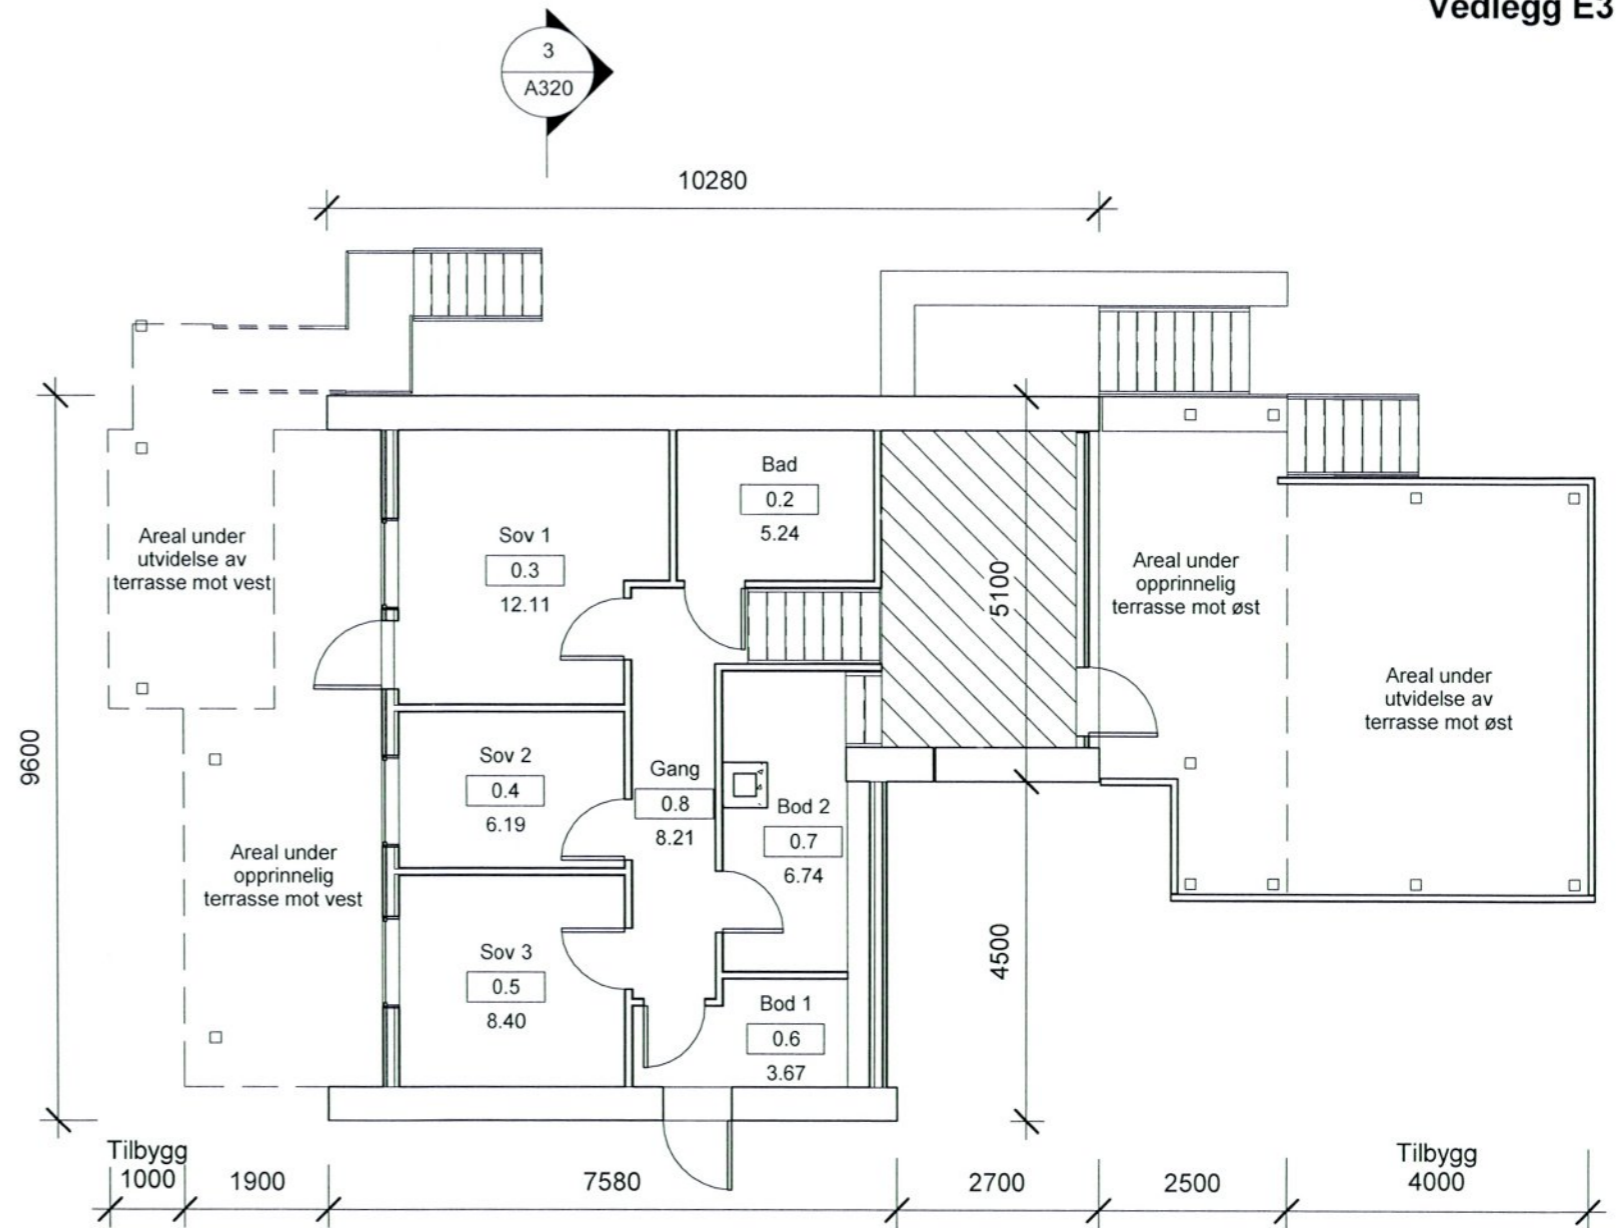 Vedlegg E3
3
A320
10280
Bad
0.2
5.24
Sov 1
0.3
12.11
Areal under
utvidelse av
terrasse mot vest
5100
Areal under
opprinnelig
terrasse mot øst
Areal under
utvidelse av
terrasse mot øst
9600
Sov 2
0.4
6.19
Gang
0.8
8.21
Bod 2
0.7
6.74
Areal under
opprinnelig
terrasse mot vest
4500
Sov 3
0.5
8.40
Bod 1
0.6
3.67
Tilbygg
1000
1900
7580
2700
2500
Tilbygg
4000